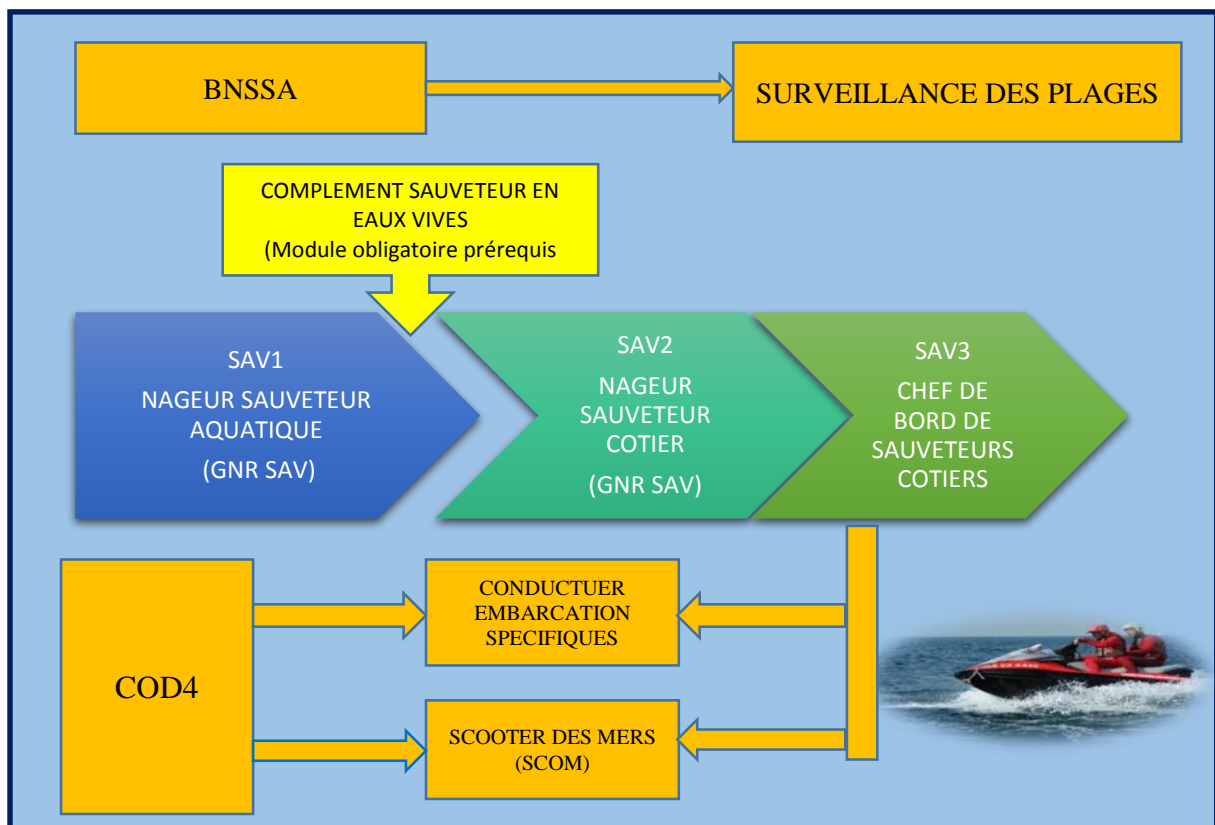 BNSSA
SURVEILLANCE DES PLAGES
COMPLEMENT SAUVETEUR EN
EAUX VIVES
(Module obligatoire prérequis
SAV1
NAGEUR SAUVETEUR
AQUATIQUE
(GNR SAV)
SAV2
NAGEUR
SAUVETEUR
COTIER
(GNR SAV)
SAV3
CHEF DE
BORD DE
SAUVETEURS
COTIERS
COD4
CONDUCTUER
EMBARCATION
SPECIFIQUES
SCOOTER DES MERS
(SCOM)